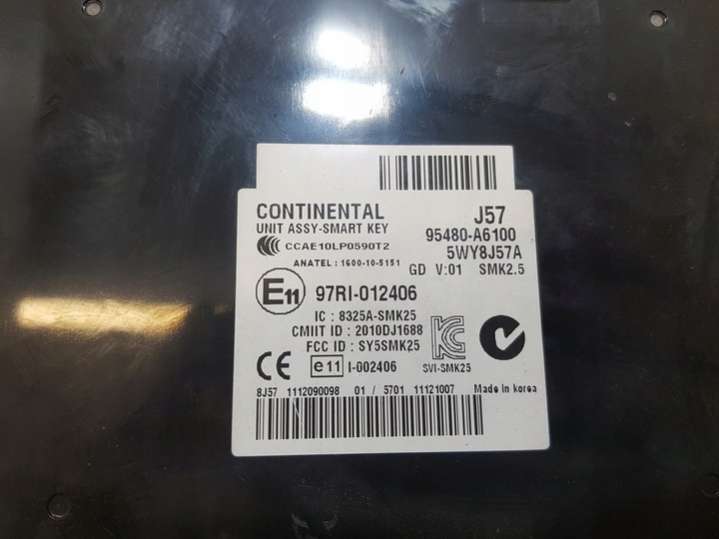 CONTINENTAL J57
UNIT ASSY-SMART KEY 95480-A6100
CCAE10LP0590T2 5WY8J57A
ANATEL : 1600-10-5151 GD V:01 SMK2.5
E11 97RI-012406
IC : 8325A-SMK25
CMIIT ID : 2010DJ1688
FCC ID : SY5SMK25
CE e11 I-002406 SVI-SMK25
8J57 1112090098 01 / 5701 11121007 Made in korea